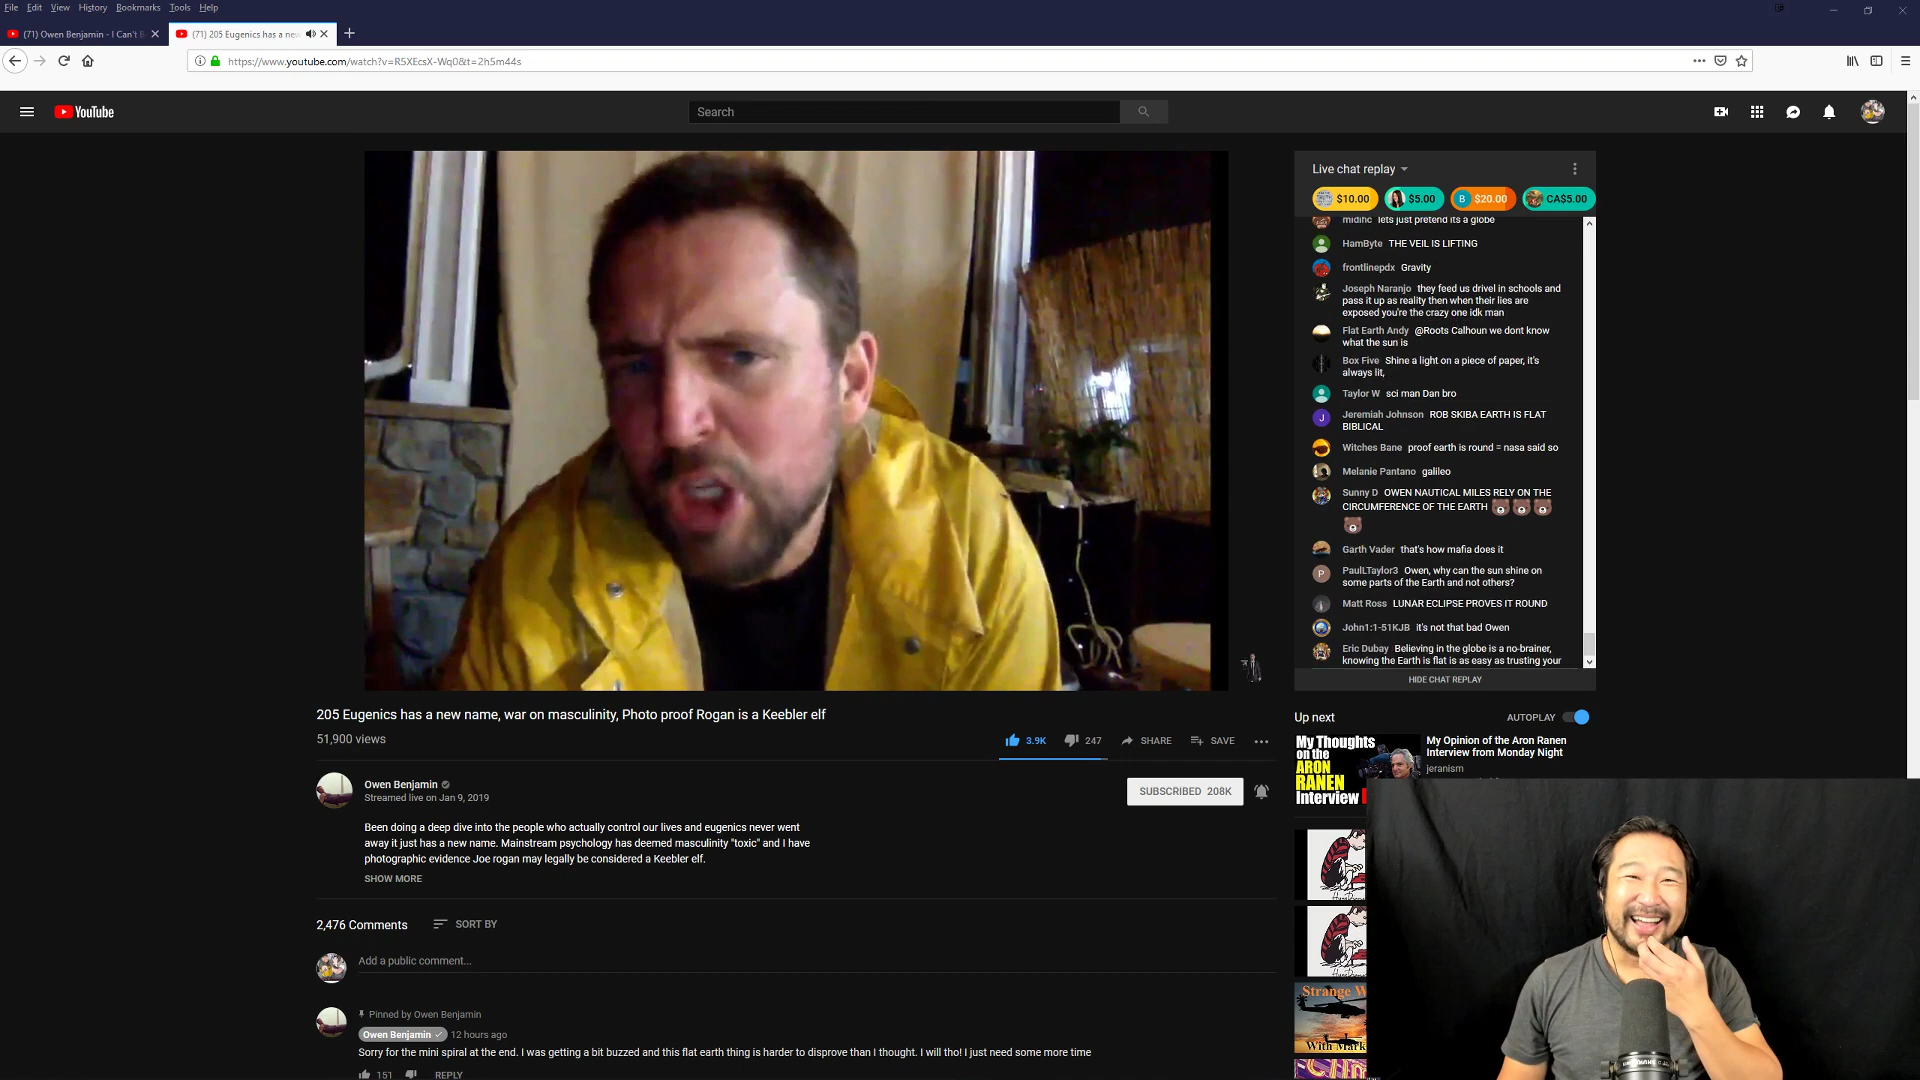 File Edit View History Bookmarks Tools Help
(71) Owen Benjamin - I Can't B
(71) 205 Eugenics has a new
https://www.youtube.com/watch?v=R5XEcsX-Wq0&t=2h5m44s
YouTube
Search
Live chat replay
$10.00 $5.00 B $20.00 CA$5.00
midihc lets just pretend its a globe
HamByte THE VEIL IS LIFTING
frontlinepdx Gravity
Joseph Naranjo they feed us drivel in schools and
pass it up as reality then when their lies are
exposed you're the crazy one idk man
Flat Earth Andy @Roots Calhoun we dont know
what the sun is
Box Five Shine a light on a piece of paper, it's
always lit,
Taylor W sci man Dan bro
J Jeremiah Johnson ROB SKIBA EARTH IS FLAT
BIBLICAL
Witches Bane proof earth is round = nasa said so
Melanie Pantano galileo
Sunny D OWEN NAUTICAL MILES RELY ON THE
CIRCUMFERENCE OF THE EARTH
Garth Vader that's how mafia does it
P PaulLTaylor3 Owen, why can the sun shine on
some parts of the Earth and not others?
Matt Ross LUNAR ECLIPSE PROVES IT ROUND
John1:1-51KJB it's not that bad Owen
Eric Dubay Believing in the globe is a no-brainer,
knowing the Earth is flat is as easy as trusting your
HIDE CHAT REPLAY
205 Eugenics has a new name, war on masculinity, Photo proof Rogan is a Keebler elf
51,900 views
3.9K 247 SHARE SAVE
Owen Benjamin
Streamed live on Jan 9, 2019
SUBSCRIBED 208K
Been doing a deep dive into the people who actually control our lives and eugenics never went
away it just has a new name. Mainstream psychology has deemed masculinity "toxic" and I have
photographic evidence Joe rogan may legally be considered a Keebler elf.
SHOW MORE
2,476 Comments SORT BY
Add a public comment...
Pinned by Owen Benjamin
Owen Benjamin 12 hours ago
Sorry for the mini spiral at the end. I was getting a bit buzzed and this flat earth thing is harder to disprove than I thought. I will tho! I just need some more time
151 REPLY
Up next AUTOPLAY
My Thoughts
on the
ARON
RANEN
Interview
My Opinion of the Aron Ranen
Interview from Monday Night
jeranism
Strange W
With Mark